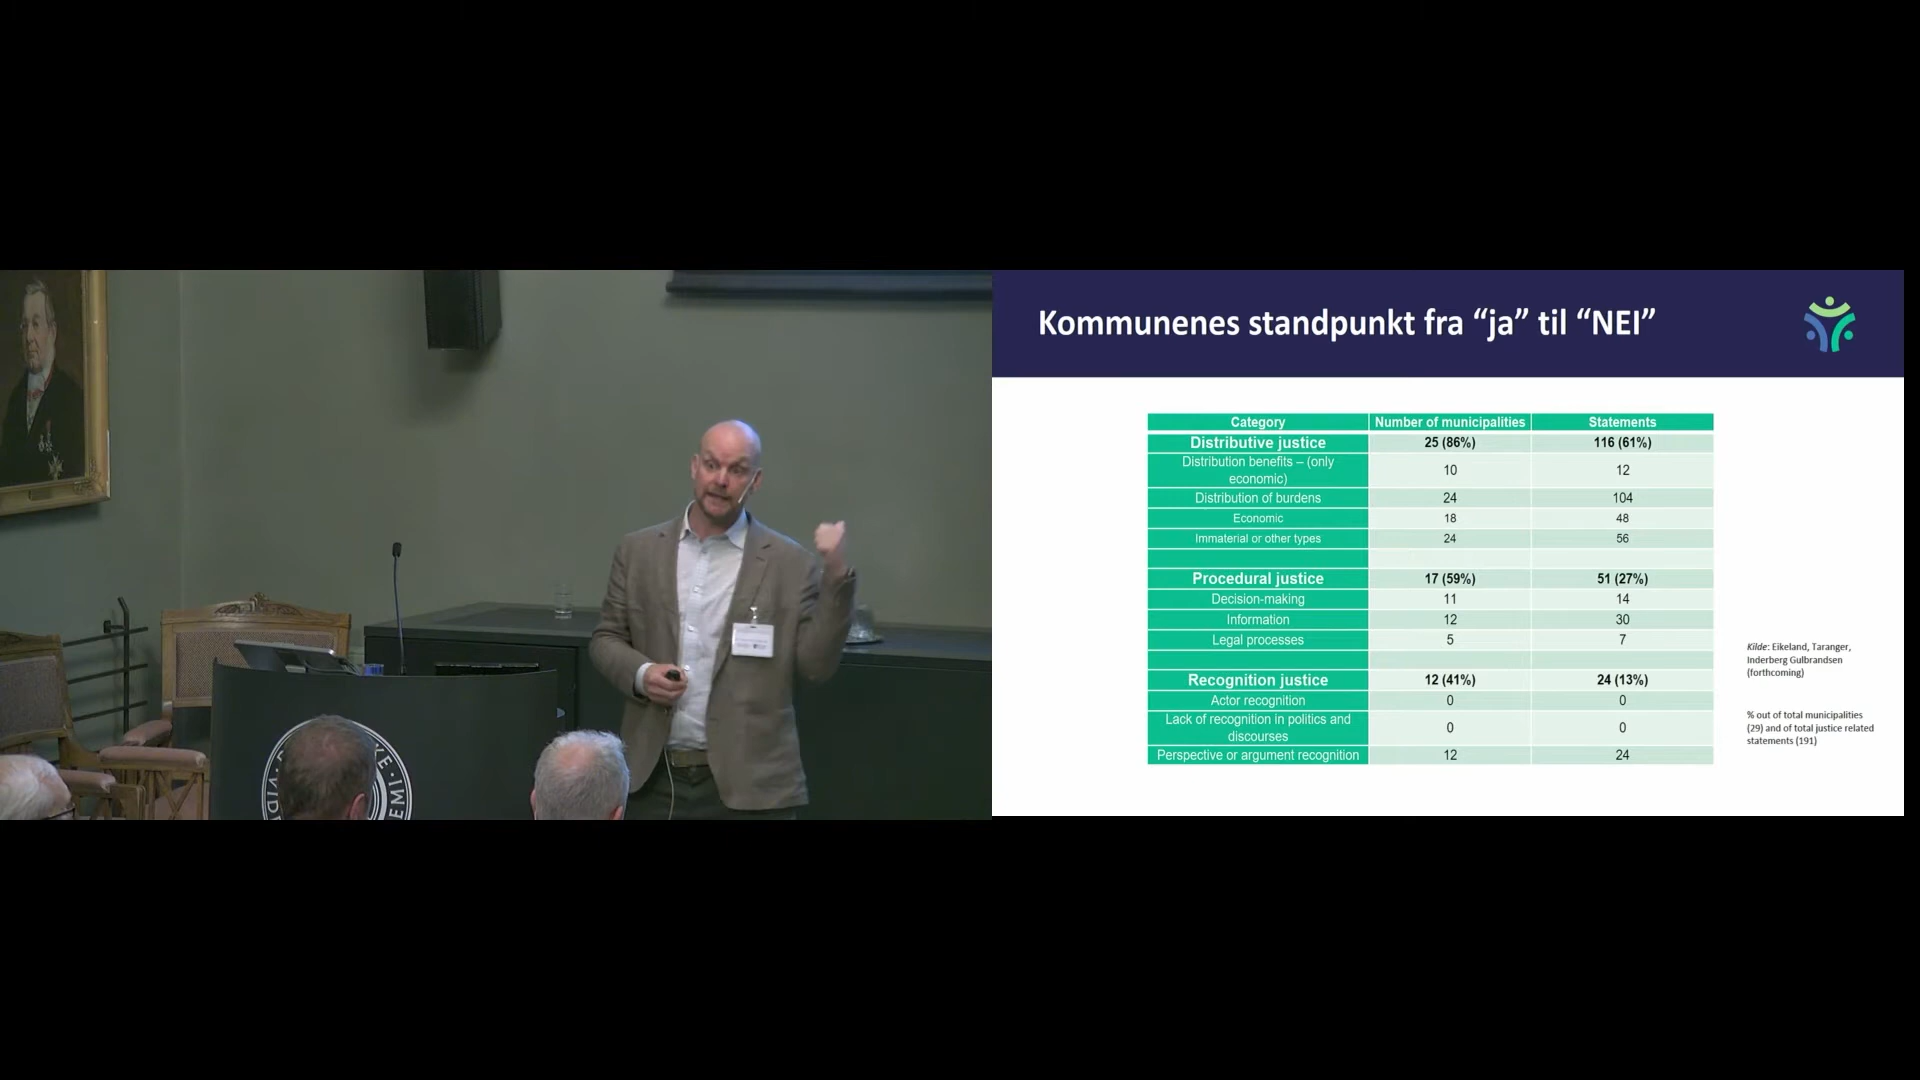 Kommunenes standpunkt fra “ja” til “NEI”
Category Number of municipalities Statements
Distributive justice 25 (86%) 116 (61%)
Distribution benefits – (only
economic) 10 12
Distribution of burdens 24 104
Economic 18 48
Immaterial or other types 24 56
Procedural justice 17 (59%) 51 (27%)
Decision-making 11 14
Information 12 30
Legal processes 5 7
Recognition justice 12 (41%) 24 (13%)
Actor recognition 0 0
Lack of recognition in politics and
discourses 0 0
Perspective or argument recognition 12 24
Kilde: Eikeland, Taranger,
Inderberg Gulbrandsen
(forthcoming)
% out of total municipalities
(29) and of total justice related
statements (191)